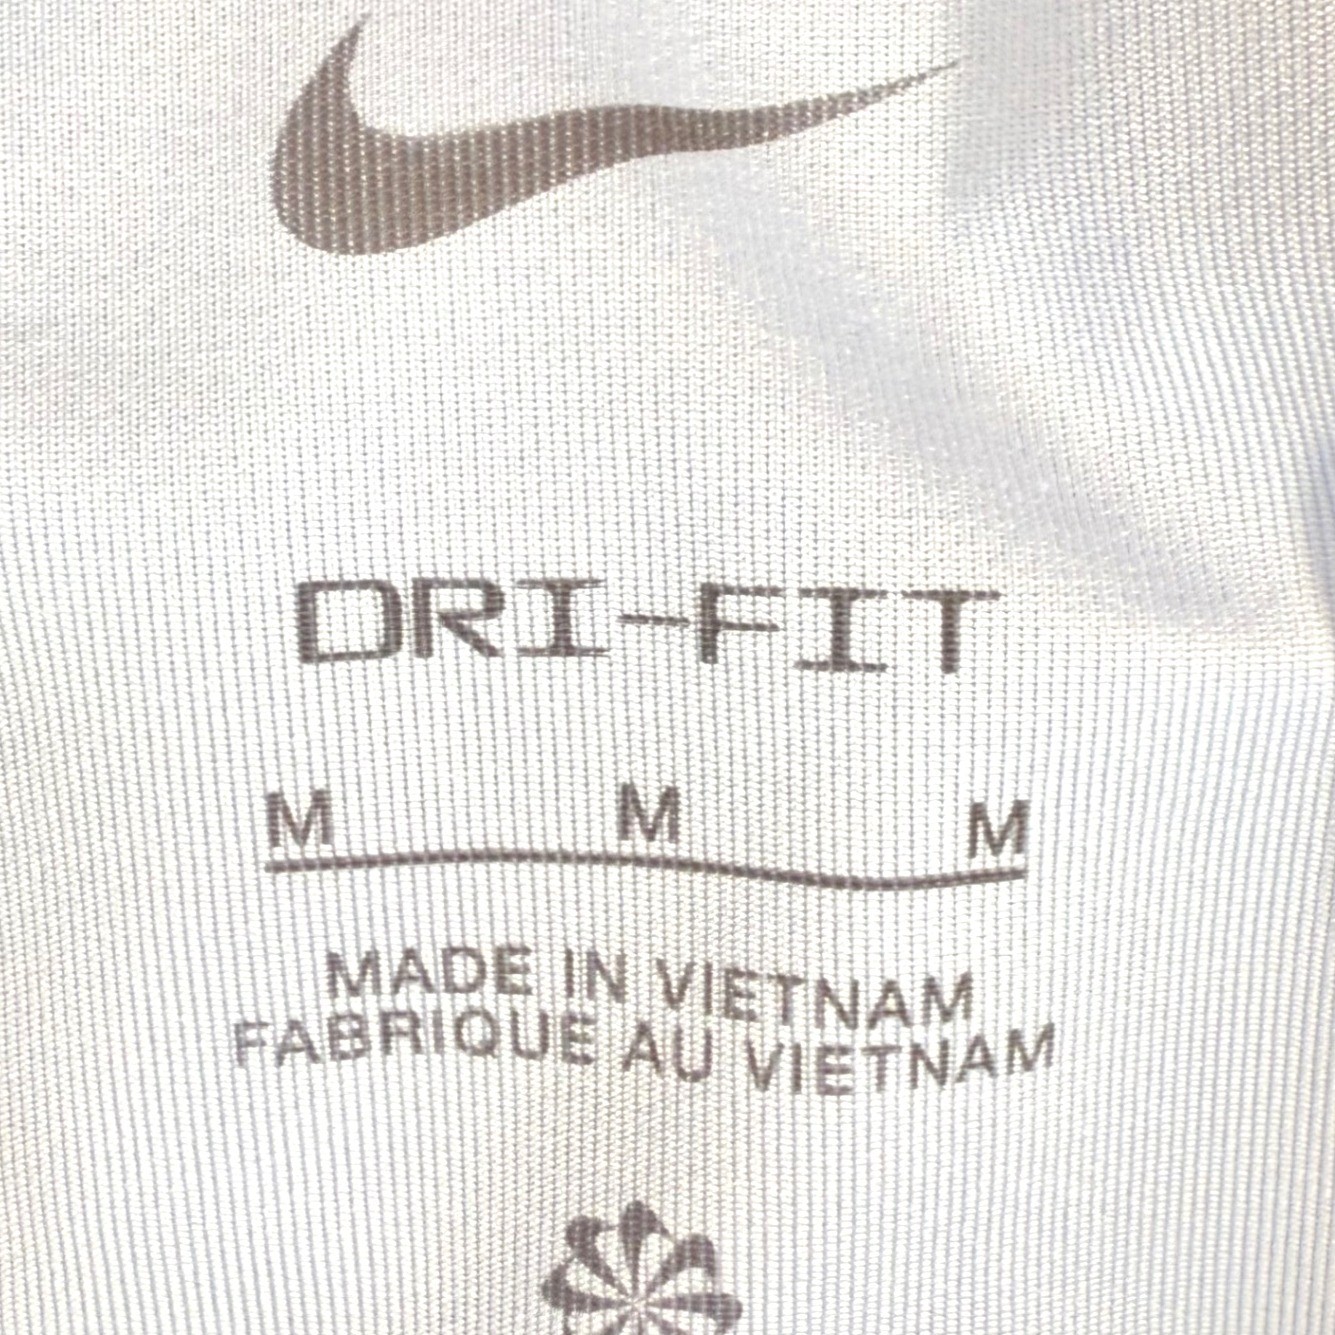 DRI-FIT
M M M
MADE IN VIETNAM
FABRIQUE AU VIETNAM